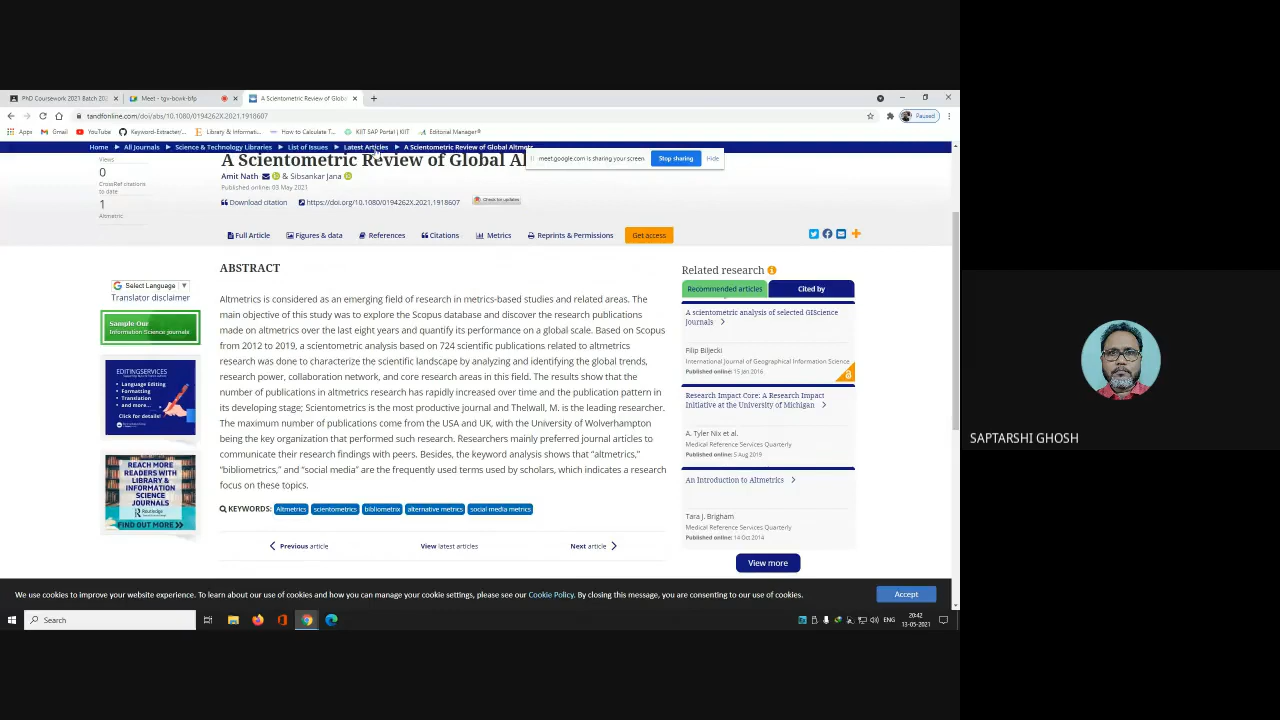 PhD Coursework 2021 Batch 20
Meet - tgv-bowk-bfp
A Scientometric Review of Global
tandfonline.com/doi/abs/10.1080/0194262X.2021.1918607
Paused
Apps
Gmail
YouTube
Keyword-Extracter/...
Library & Informati...
How to Calculate T...
KIIT SAP Portal | KIIT
Editorial Manager®
Home
All Journals
Science & Technology Libraries
List of Issues
Latest Articles
A Scientometric Review of Global Altmetr
meet.google.com is sharing your screen.
Stop sharing
Hide
Views
0
CrossRef citations
to date
1
Altmetric
A Scientometric Review of Global Al
Amit Nath & Sibsankar Jana
Published online: 03 May 2021
Download citation
https://doi.org/10.1080/0194262X.2021.1918607
Check for updates
Full Article
Figures & data
References
Citations
Metrics
Reprints & Permissions
Get access
Select Language
Translator disclaimer
Sample Our
Information Science journals
EDITING SERVICES
• Language Editing
• Formatting
• Translation
• and more...
Click for details!
REACH MORE
READERS WITH
LIBRARY &
INFORMATION
SCIENCE
JOURNALS
Routledge
FIND OUT MORE
ABSTRACT
Altmetrics is considered as an emerging field of research in metrics-based studies and related areas. The
main objective of this study was to explore the Scopus database and discover the research publications
made on altmetrics over the last eight years and quantify its performance on a global scale. Based on Scopus
from 2012 to 2019, a scientometric analysis based on 724 scientific publications related to altmetrics
research was done to characterize the scientific landscape by analyzing and identifying the global trends,
research power, collaboration network, and core research areas in this field. The results show that the
number of publications in altmetrics research has rapidly increased over time and the publication pattern in
its developing stage; Scientometrics is the most productive journal and Thelwall, M. is the leading researcher.
The maximum number of publications come from the USA and UK, with the University of Wolverhampton
being the key organization that performed such research. Researchers mainly preferred journal articles to
communicate their research findings with peers. Besides, the keyword analysis shows that “altmetrics,”
“bibliometrics,” and “social media” are the frequently used terms used by scholars, which indicates a research
focus on these topics.
KEYWORDS: Altmetrics scientometrics bibliometrix alternative metrics social media metrics
Previous article
View latest articles
Next article
Related research
Recommended articles
Cited by
A scientometric analysis of selected GIScience
journals
Filip Biljecki
International Journal of Geographical Information Science
Published online: 15 Jan 2016
Research Impact Core: A Research Impact
Initiative at the University of Michigan
A. Tyler Nix et al.
Medical Reference Services Quarterly
Published online: 5 Aug 2019
An Introduction to Altmetrics
Tara J. Brigham
Medical Reference Services Quarterly
Published online: 14 Oct 2014
View more
We use cookies to improve your website experience. To learn about our use of cookies and how you can manage your cookie settings, please see our Cookie Policy. By closing this message, you are consenting to our use of cookies.
Accept
Search
ENG
20:42
13-05-2021
SAPTARSHI GHOSH